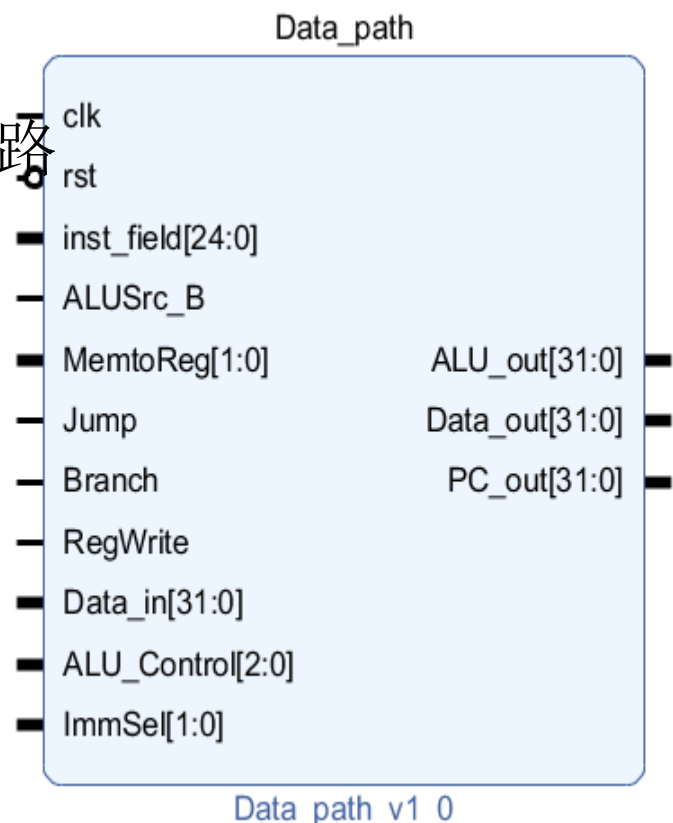 Data_path
clk
路
rst
inst_field[24:0]
ALUSrc_B
MemtoReg[1:0]
ALU_out[31:0]
Jump
Data_out[31:0]
Branch
PC_out[31:0]
RegWrite
Data_in[31:0]
ALU_Control[2:0]
ImmSel[1:0]
Data_path_v1_0